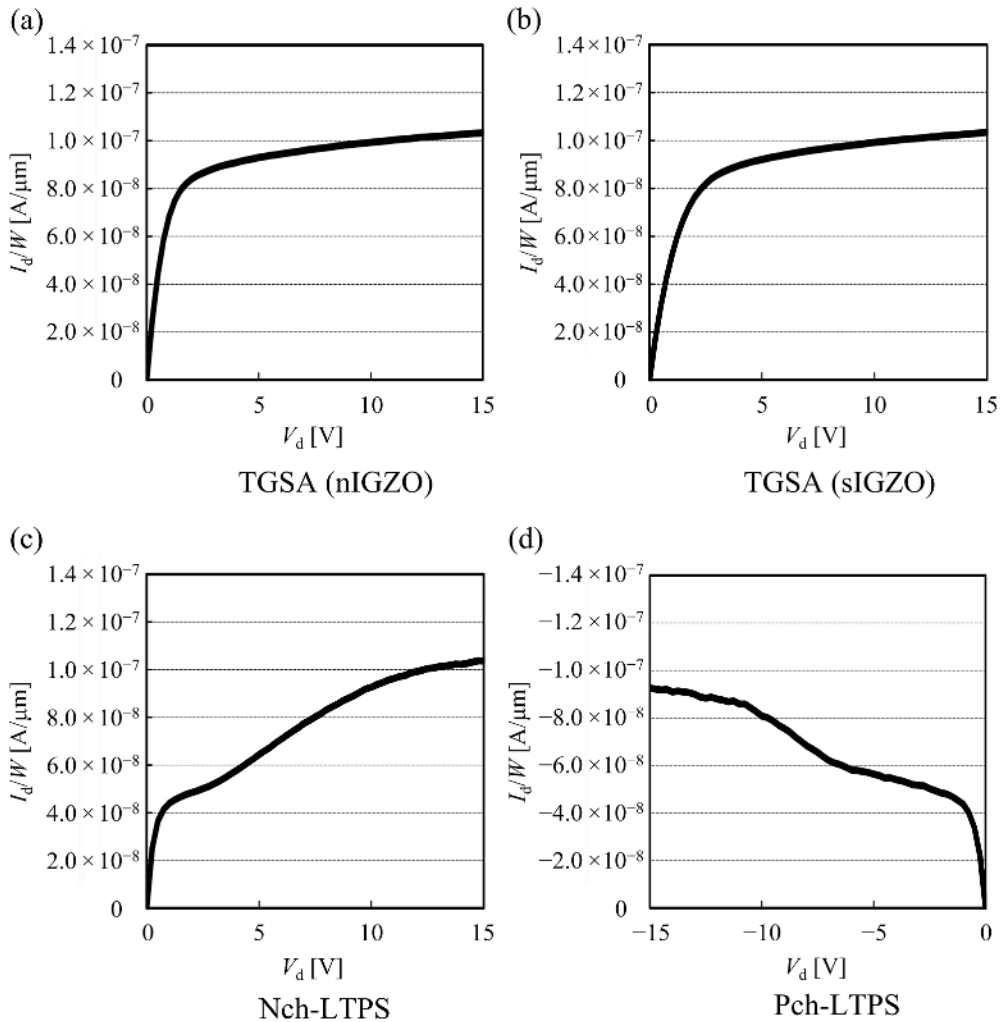 (a)
1.4 × 10⁻⁷
1.2 × 10⁻⁷
1.0 × 10⁻⁷
8.0 × 10⁻⁸
6.0 × 10⁻⁸
4.0 × 10⁻⁸
2.0 × 10⁻⁸
0
I_d/W [A/μm]
0 5 10 15
V_d [V]
TGSA (nIGZO)
(b)
1.4 × 10⁻⁷
1.2 × 10⁻⁷
1.0 × 10⁻⁷
8.0 × 10⁻⁸
6.0 × 10⁻⁸
4.0 × 10⁻⁸
2.0 × 10⁻⁸
0
I_d/W [A/μm]
0 5 10 15
V_d [V]
TGSA (sIGZO)
(c)
1.4 × 10⁻⁷
1.2 × 10⁻⁷
1.0 × 10⁻⁷
8.0 × 10⁻⁸
6.0 × 10⁻⁸
4.0 × 10⁻⁸
2.0 × 10⁻⁸
0
I_d/W [A/μm]
0 5 10 15
V_d [V]
Nch-LTPS
(d)
−1.4 × 10⁻⁷
−1.2 × 10⁻⁷
−1.0 × 10⁻⁷
−8.0 × 10⁻⁸
−6.0 × 10⁻⁸
−4.0 × 10⁻⁸
−2.0 × 10⁻⁸
0
I_d/W [A/μm]
−15 −10 −5 0
V_d [V]
Pch-LTPS